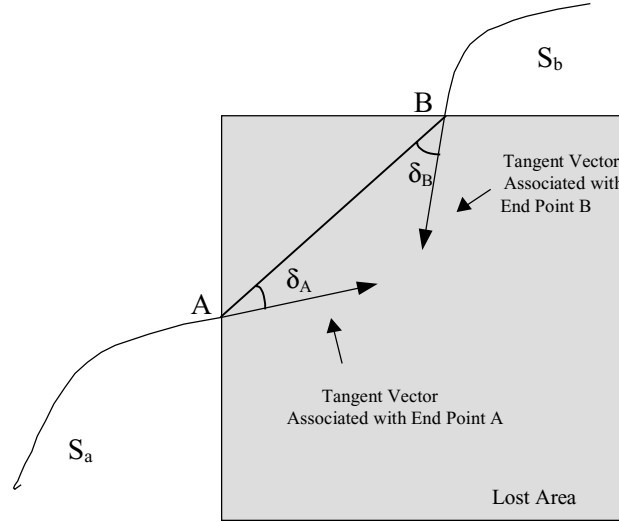 S_b
B
Tangent Vector
Associated with
End Point B
δ_B
δ_A
A
Tangent Vector
Associated with End Point A
S_a
Lost Area